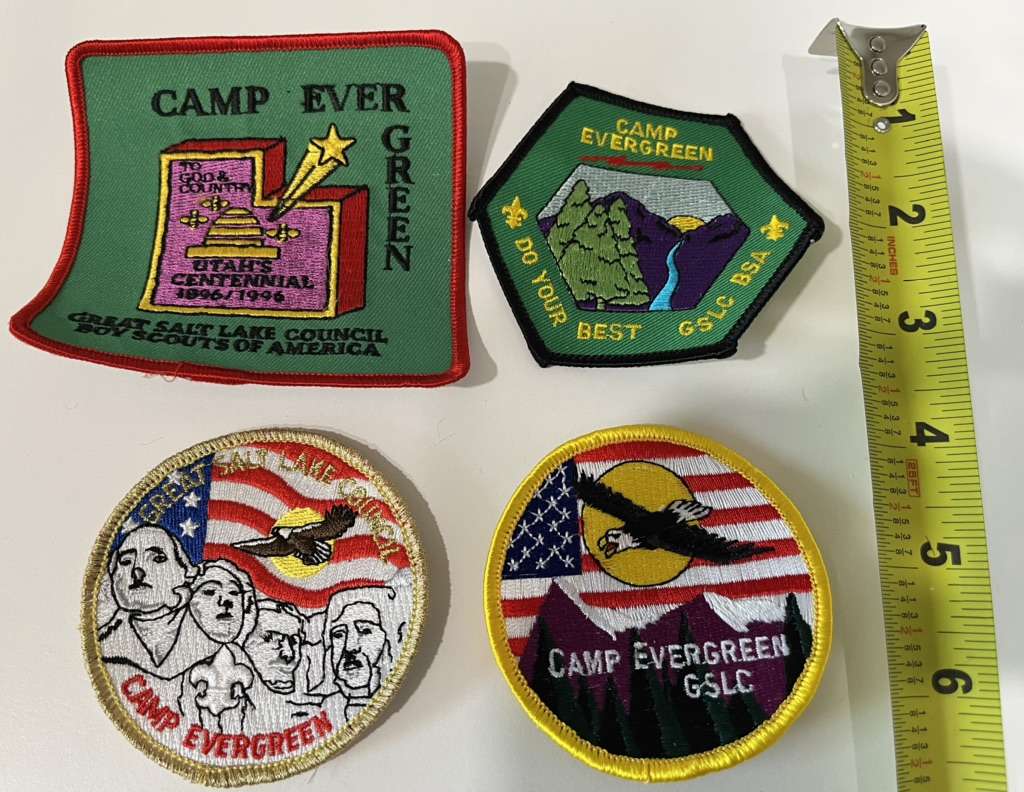 CAMP EVER
GREEN
TO
GOD &
COUNTRY
UTAH'S
CENTENNIAL
1896/1996
GREAT SALT LAKE COUNCIL
BOY SCOUTS OF AMERICA
CAMP
EVERGREEN
DO YOUR BEST GSLC BSA
GREAT SALT LAKE COUNCIL
CAMP EVERGREEN
CAMP EVERGREEN
GSLC
1
2
INCHES
3
4
25FT
5
6